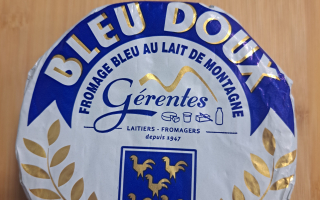 BLEU DOUX
FROMAGE BLEU AU LAIT DE MONTAGNE
Gérentes
LAITIERS - FROMAGERS
depuis 1947